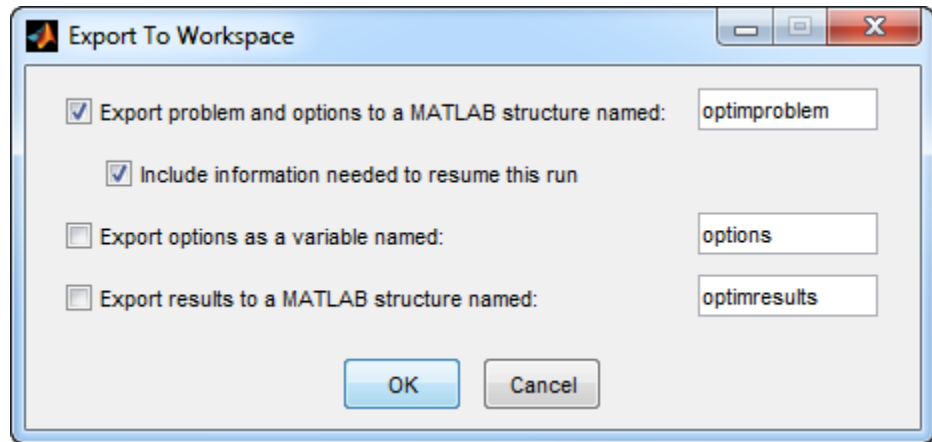 Export To Workspace
Export problem and options to a MATLAB structure named: optimproblem
Include information needed to resume this run
Export options as a variable named: options
Export results to a MATLAB structure named: optimresults
OK Cancel